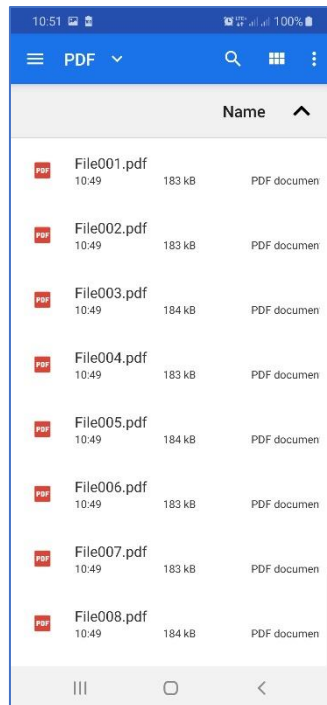 10:51 100%
PDF
Name
PDF File001.pdf
10:49 183 kB PDF documen
PDF File002.pdf
10:49 183 kB PDF documen
PDF File003.pdf
10:49 184 kB PDF documen
PDF File004.pdf
10:49 183 kB PDF documen
PDF File005.pdf
10:49 184 kB PDF documen
PDF File006.pdf
10:49 183 kB PDF documen
PDF File007.pdf
10:49 183 kB PDF documen
PDF File008.pdf
10:49 184 kB PDF documen